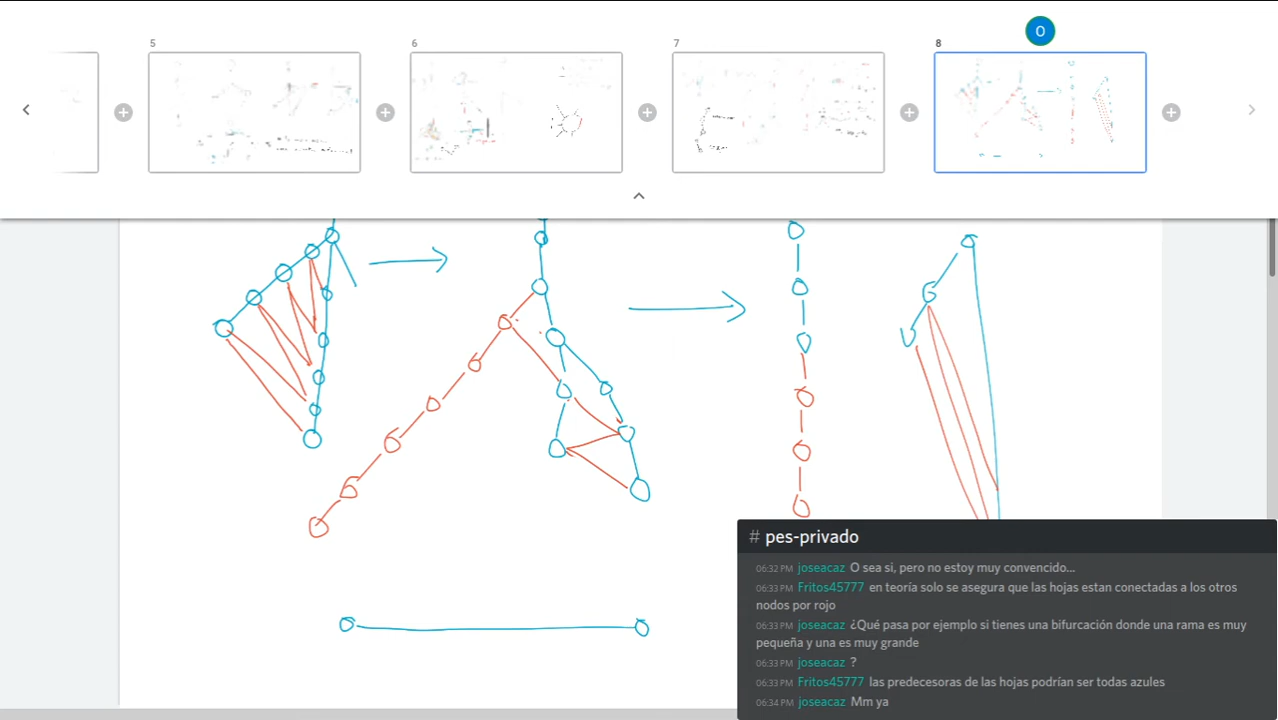 5
6
7
8
O
# pes-privado
06:32 PM joseacaz O sea si, pero no estoy muy convencido...
06:33 PM Fritos45777 en teoría solo se asegura que las hojas estan conectadas a los otros
nodos por rojo
06:33 PM joseacaz ¿Qué pasa por ejemplo si tienes una bifurcación donde una rama es muy
pequeña y una es muy grande
06:33 PM joseacaz ?
06:33 PM Fritos45777 las predecesoras de las hojas podrían ser todas azules
06:34 PM joseacaz Mm ya